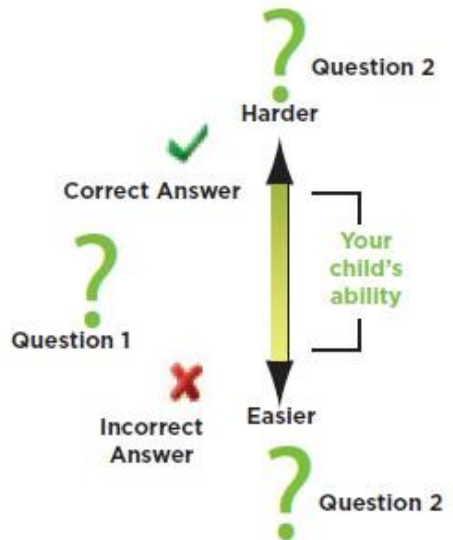 ?
Question 2
Harder
Correct Answer
Your
child's
ability
?
Question 1
Incorrect
Answer
Easier
?
Question 2